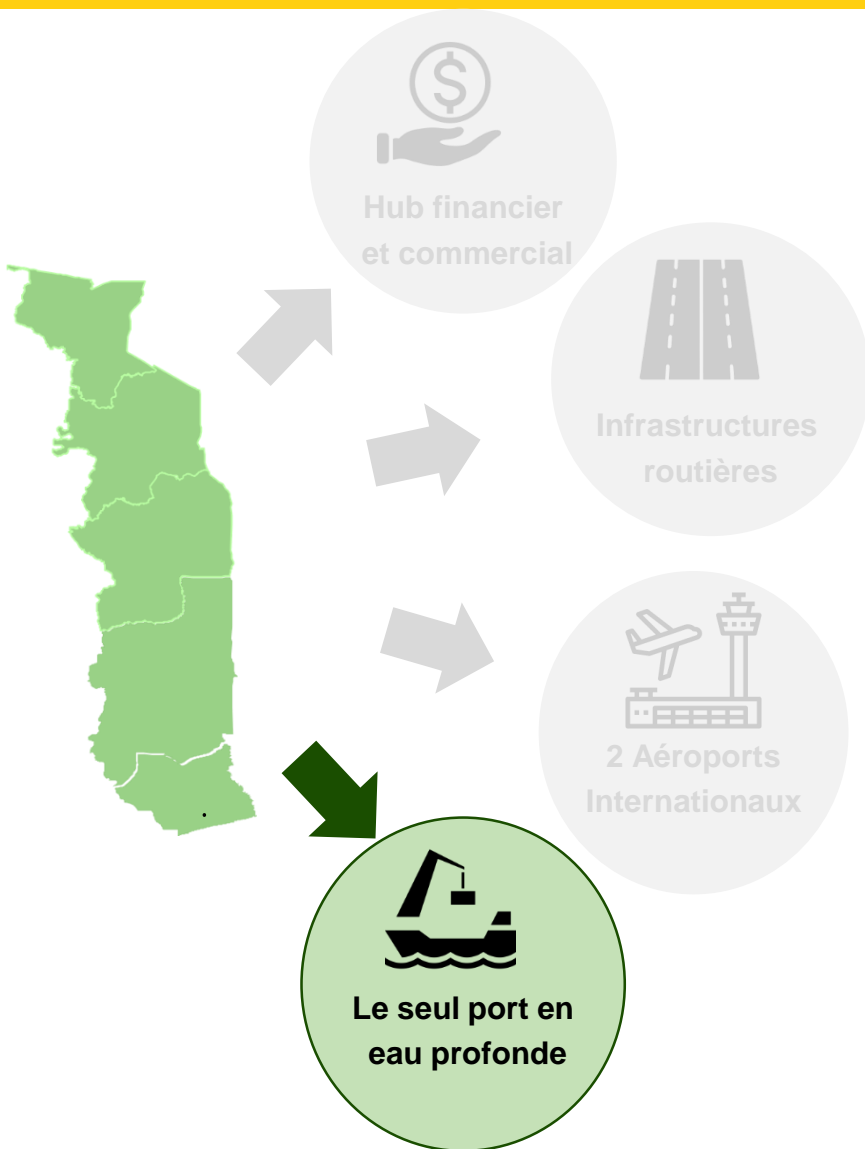 Hub financier
et commercial
Infrastructures
routières
2 Aéroports
Internationaux
Le seul port en
eau profonde